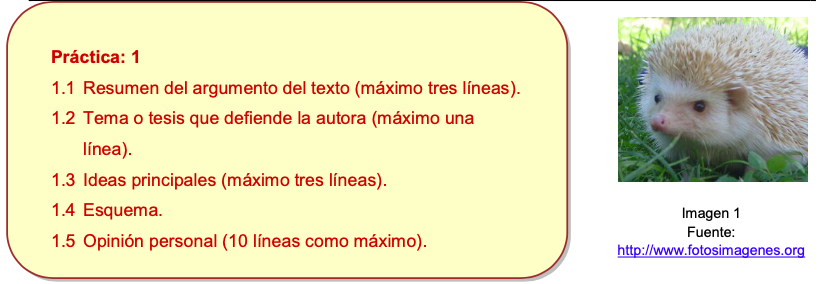 Práctica: 1
1.1 Resumen del argumento del texto (máximo tres líneas).
1.2 Tema o tesis que defiende la autora (máximo una
línea).
1.3 Ideas principales (máximo tres líneas).
1.4 Esquema.
1.5 Opinión personal (10 líneas como máximo).
Imagen 1
Fuente:
http://www.fotosimagenes.org